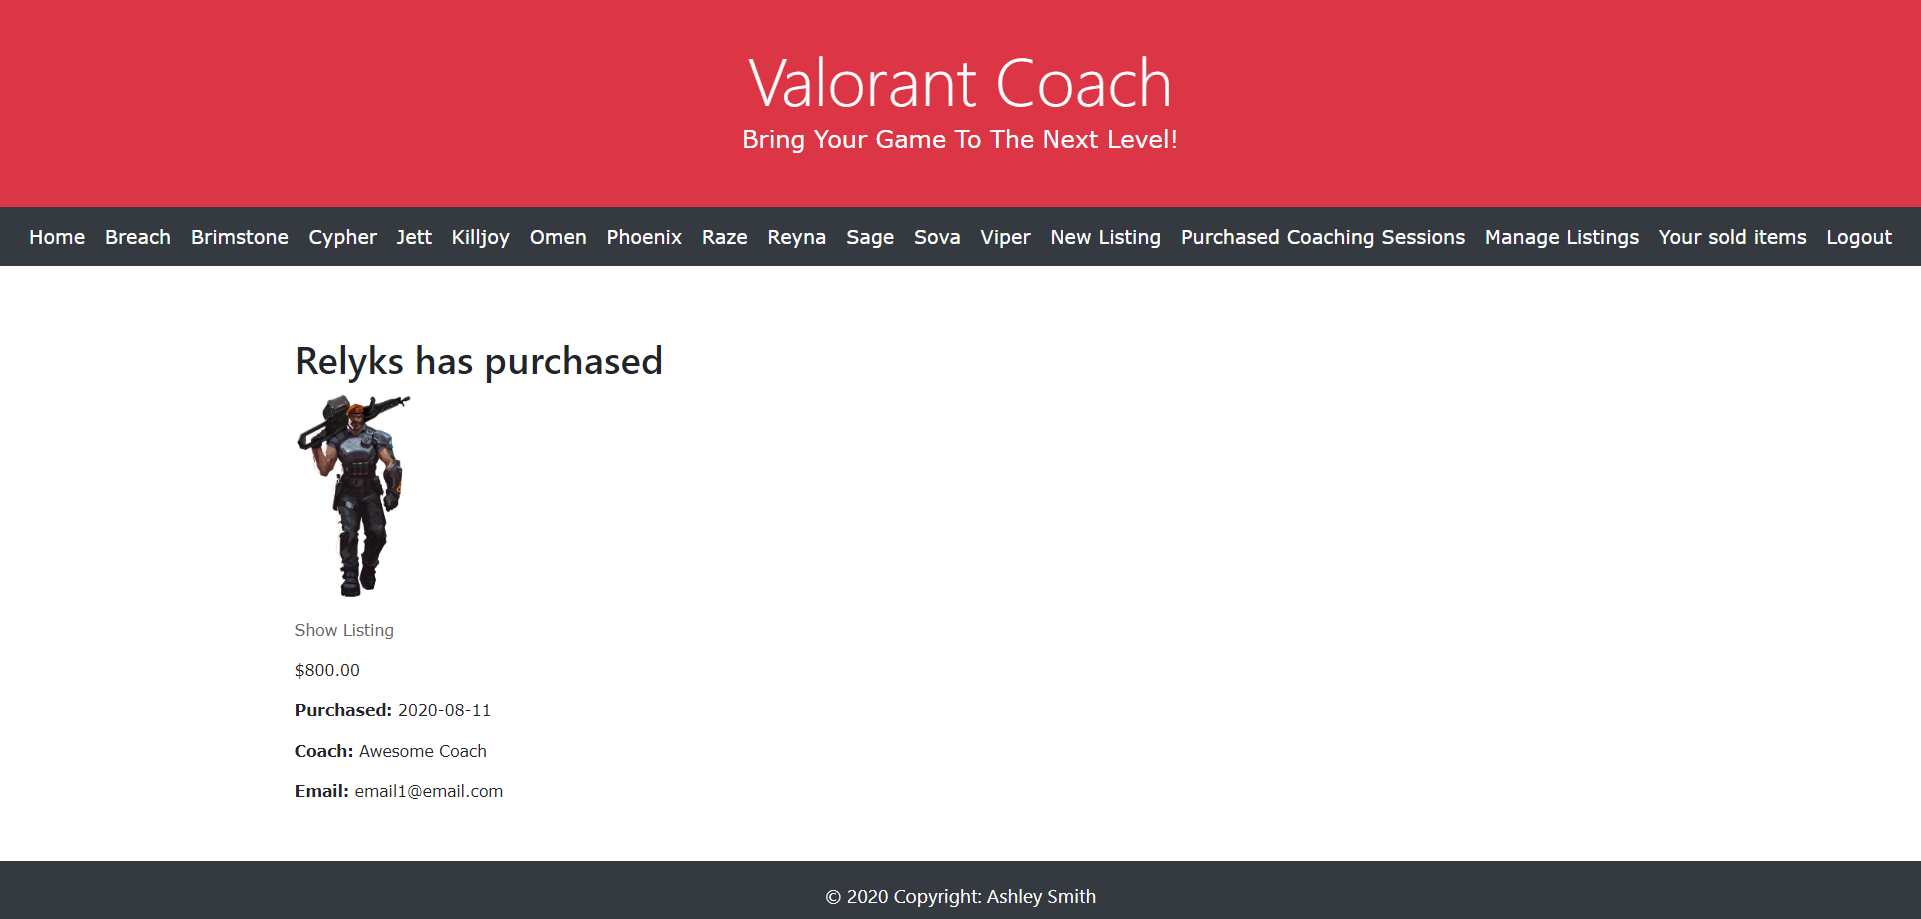 Valorant Coach
Bring Your Game To The Next Level!
Home Breach Brimstone Cypher Jett Killjoy Omen Phoenix Raze Reyna Sage Sova Viper New Listing Purchased Coaching Sessions Manage Listings Your sold items Logout
Relyks has purchased
Show Listing
$800.00
Purchased: 2020-08-11
Coach: Awesome Coach
Email: email1@email.com
© 2020 Copyright: Ashley Smith